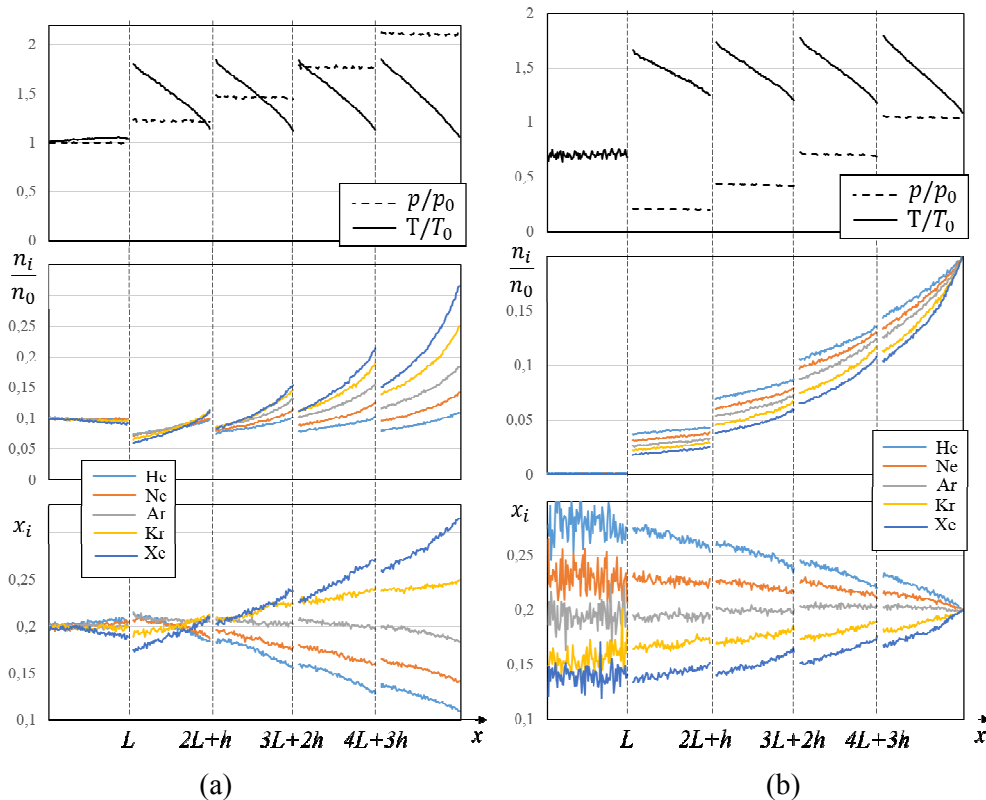 2
1,5
1
0,5
0
p/p₀
T/T₀
nᵢ
n₀
0,2
0,15
0,1
0,05
0
He
Ne
Ar
Kr
Xe
xᵢ
0,25
0,2
0,15
0,1
L
2L+h
3L+2h
4L+3h
x
(a)
2
1,5
1
0,5
0
p/p₀
T/T₀
nᵢ
n₀
0,1
0,05
0
He
Ne
Ar
Kr
Xe
xᵢ
0,25
0,2
0,15
0,1
L
2L+h
3L+2h
4L+3h
x
(b)